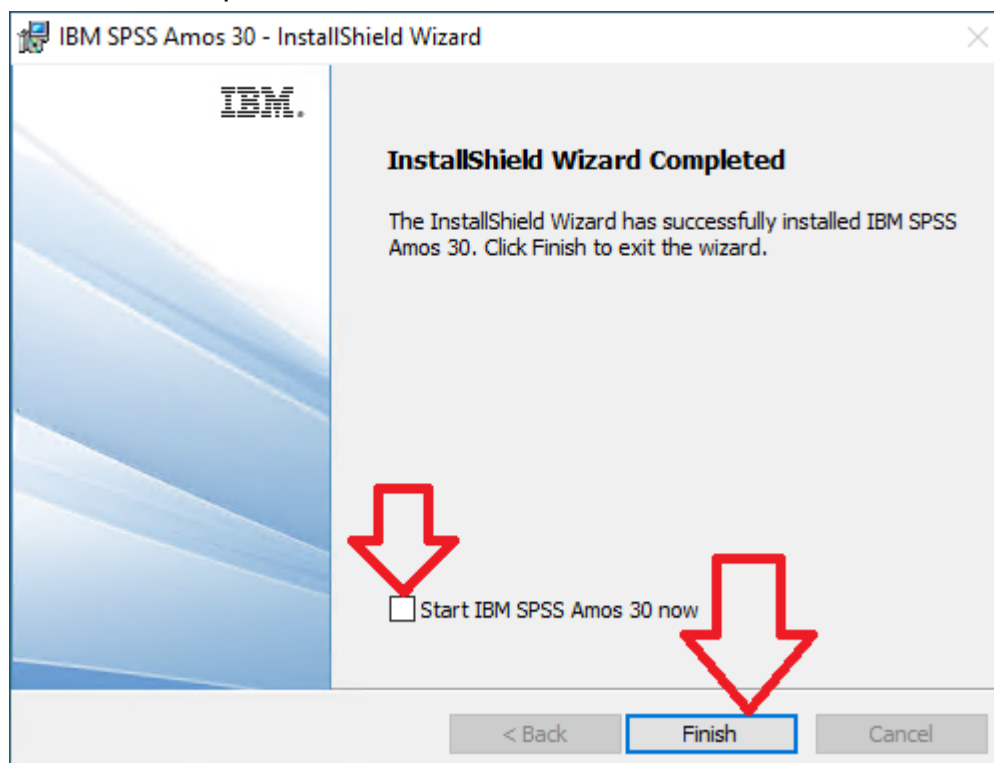 IBM SPSS Amos 30 - InstallShield Wizard
IBM.
InstallShield Wizard Completed
The InstallShield Wizard has successfully installed IBM SPSS
Amos 30. Click Finish to exit the wizard.
Start IBM SPSS Amos 30 now
< Back Finish Cancel